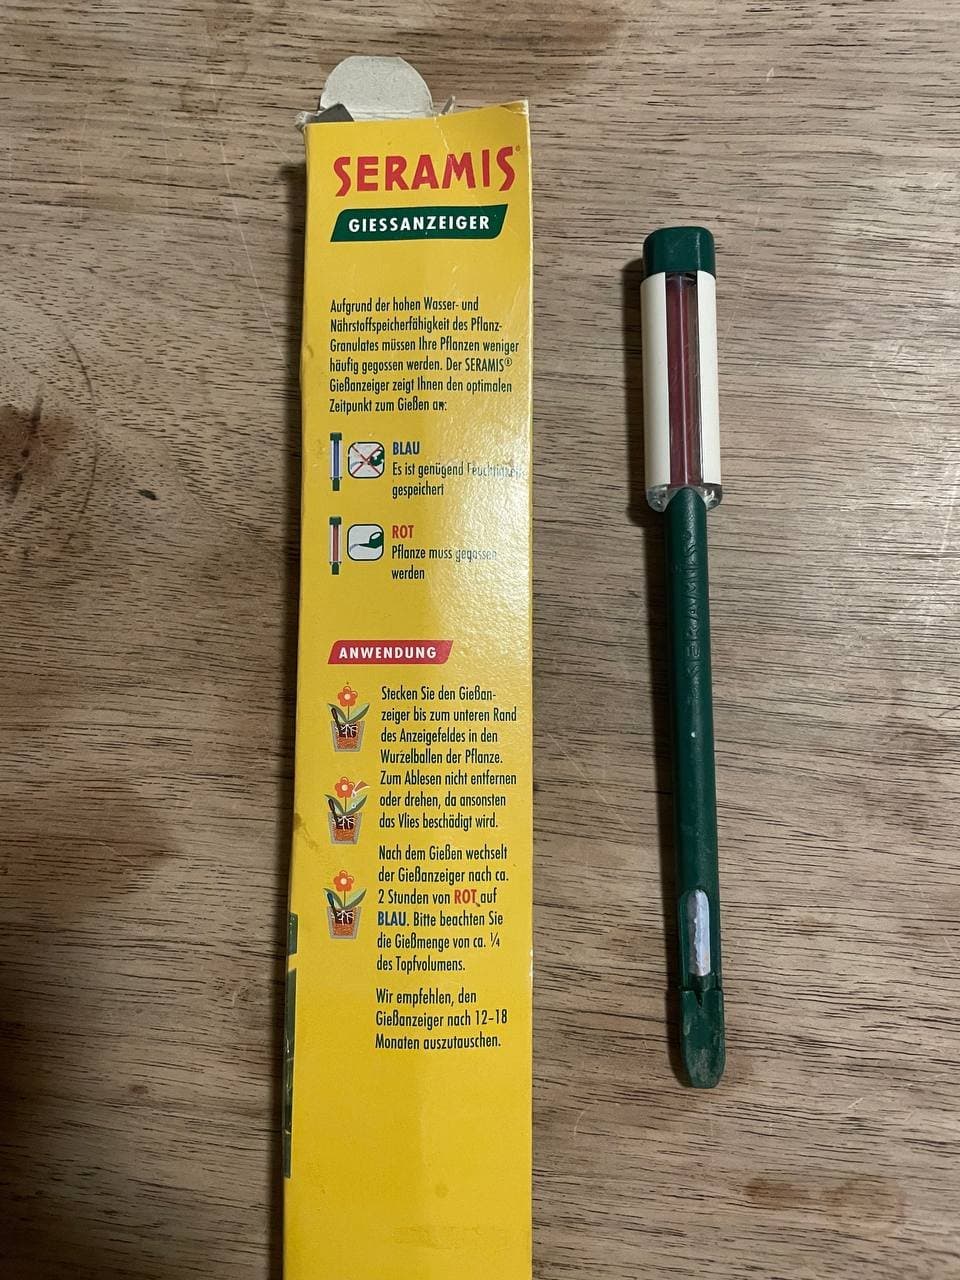 SERAMIS®
GIESSANZEIGER
Aufgrund der hohen Wasser- und
Nährstoffspeicherfähigkeit des Pflanz-
Granulates müssen Ihre Pflanzen weniger
häufig gegossen werden. Der SERAMIS®
Gießanzeiger zeigt Ihnen den optimalen
Zeitpunkt zum Gießen an:
BLAU
Es ist genügend Feuchtigkeit
gespeichert
ROT
Pflanze muss gegossen
werden
ANWENDUNG
Stecken Sie den Gießan-
zeiger bis zum unteren Rand
des Anzeigefeldes in den
Wurzelballen der Pflanze.
Zum Ablesen nicht entfernen
oder drehen, da ansonsten
das Vlies beschädigt wird.
Nach dem Gießen wechselt
der Gießanzeiger nach ca.
2 Stunden von ROT auf
BLAU. Bitte beachten Sie
die Gießmenge von ca. ¼
des Topfvolumens.
Wir empfehlen, den
Gießanzeiger nach 12–18
Monaten auszutauschen.
SERAMIS